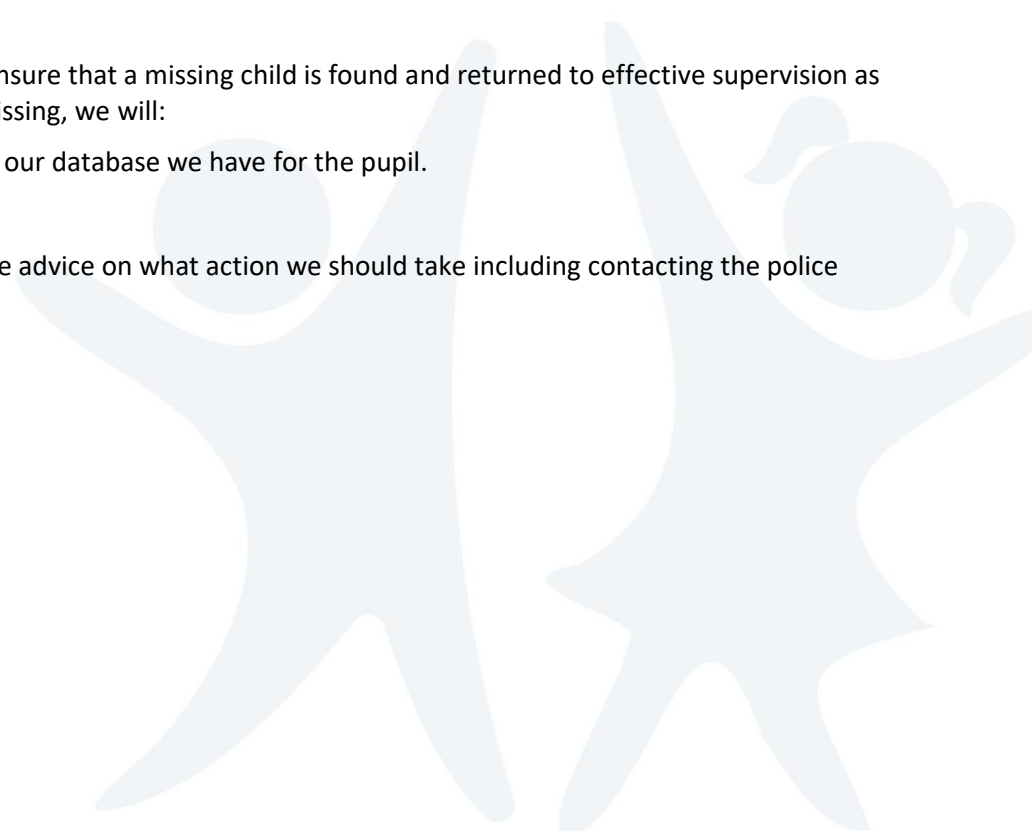 nsure that a missing child is found and returned to effective supervision as
issing, we will:
our database we have for the pupil.
e advice on what action we should take including contacting the police